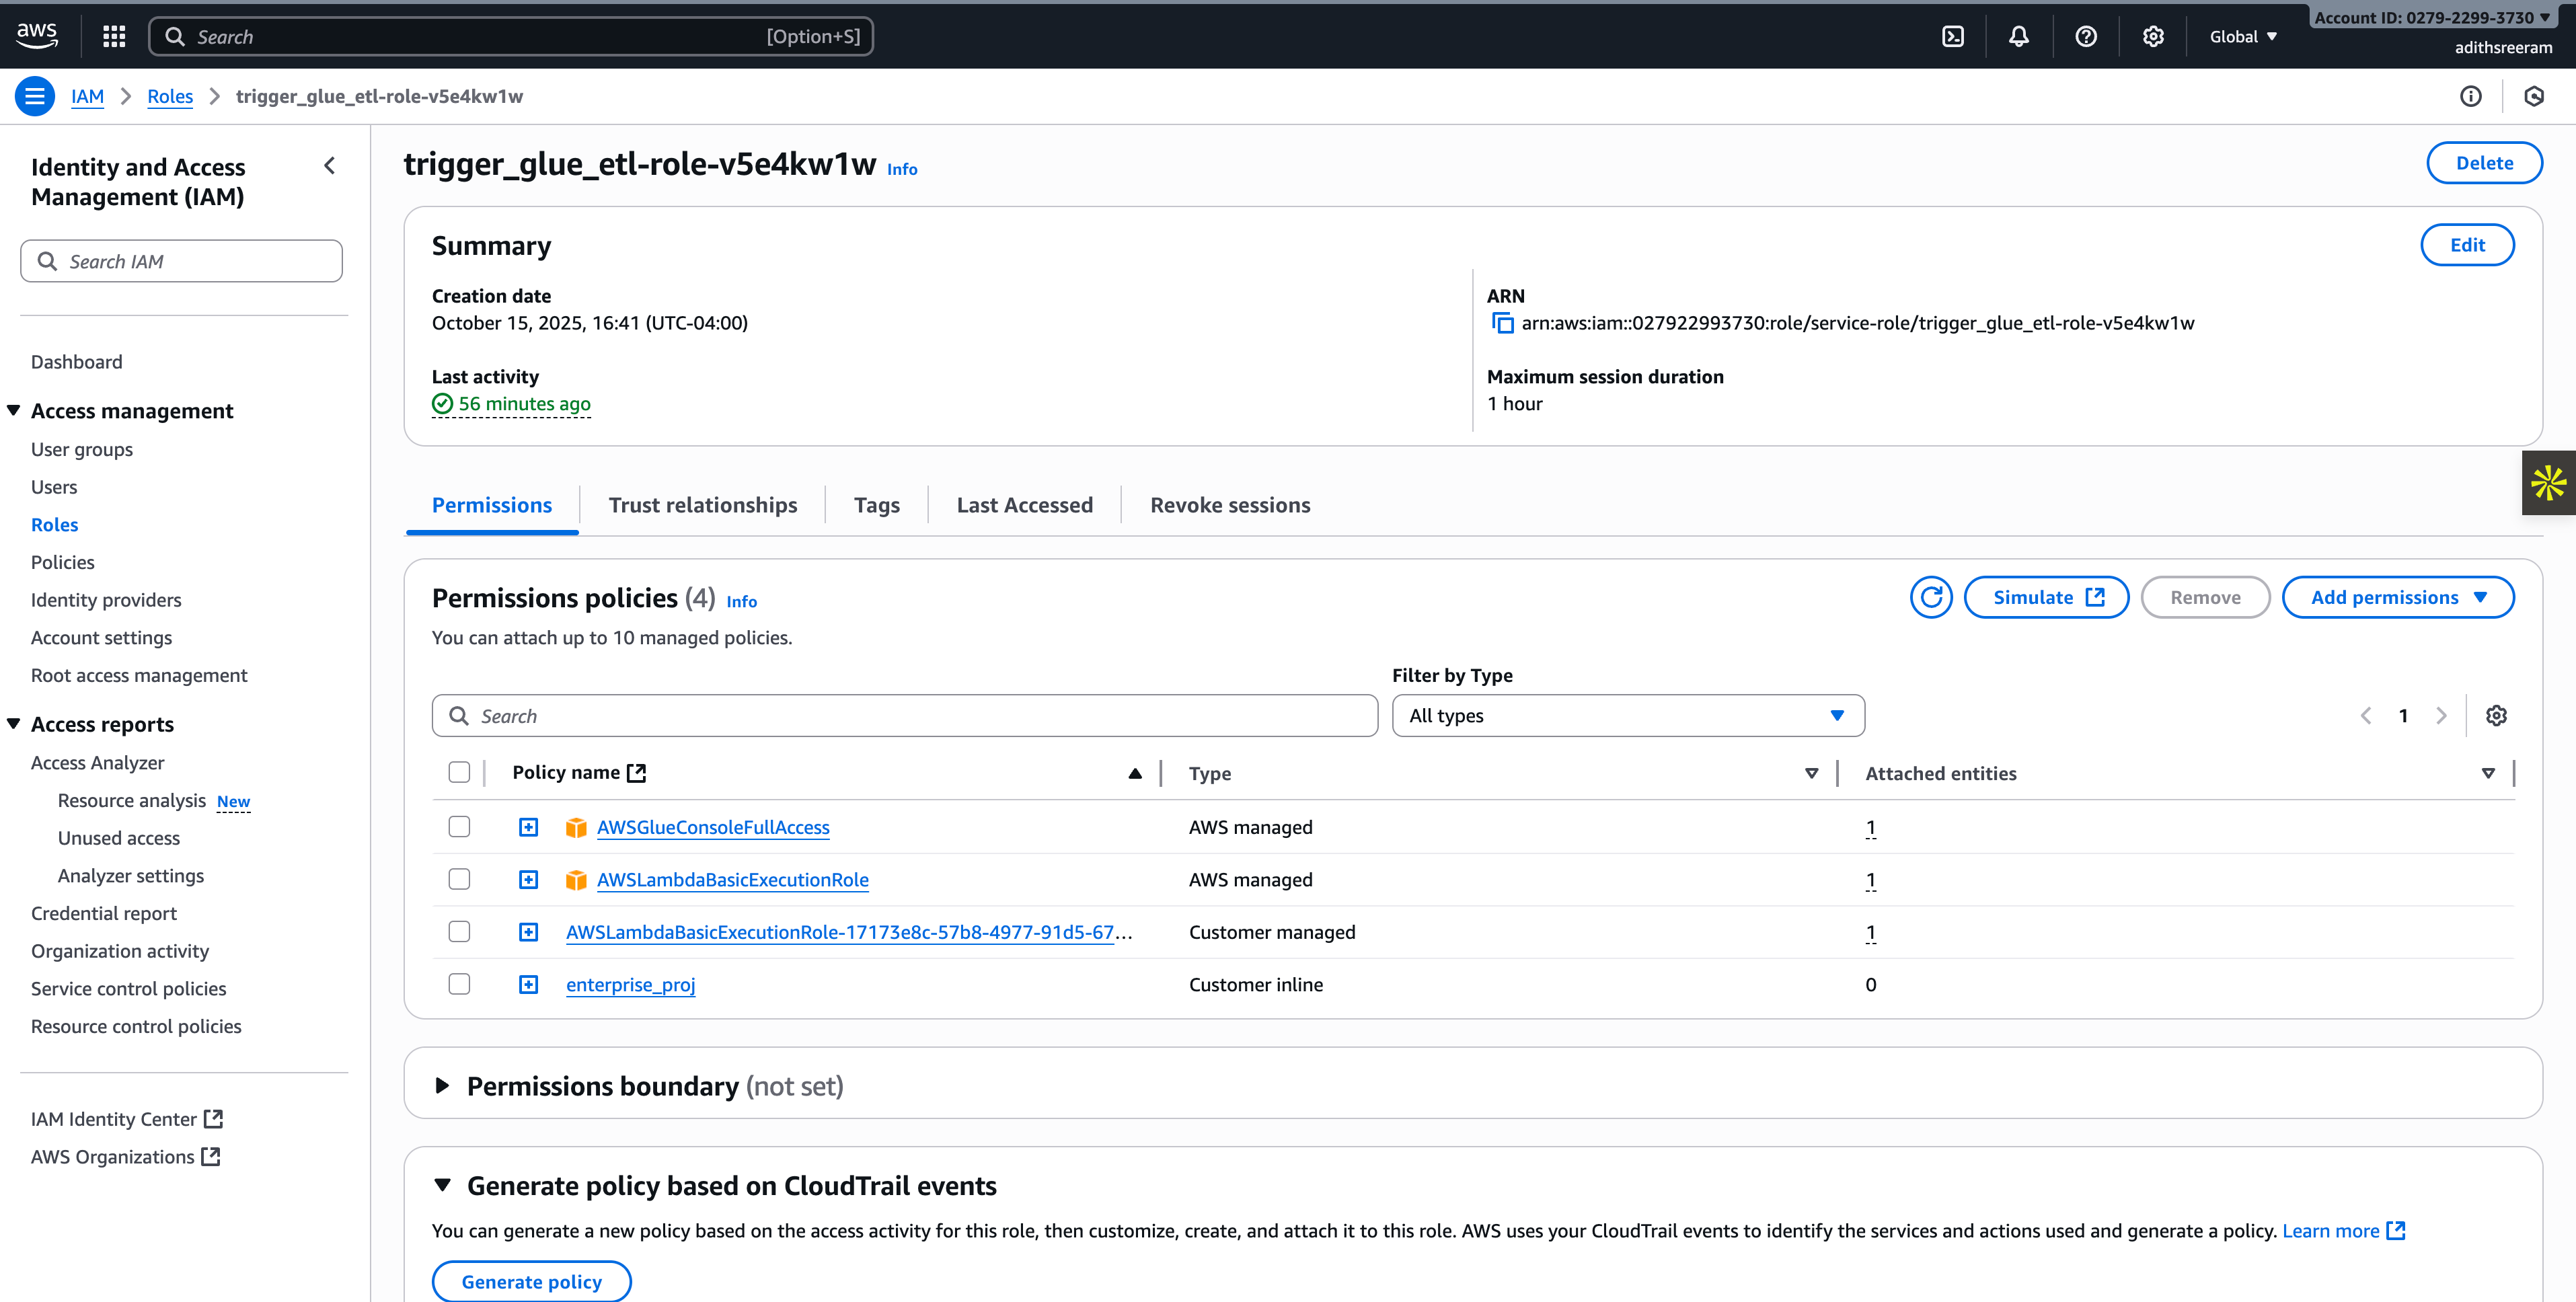 aws
Search [Option+S]
Global
Account ID: 0279-2299-3730
adithsreeram
IAM > Roles > trigger_glue_etl-role-v5e4kw1w
Identity and Access
Management (IAM)
Search IAM
Dashboard
Access management
User groups
Users
Roles
Policies
Identity providers
Account settings
Root access management
Access reports
Access Analyzer
Resource analysis New
Unused access
Analyzer settings
Credential report
Organization activity
Service control policies
Resource control policies
IAM Identity Center
AWS Organizations
trigger_glue_etl-role-v5e4kw1w Info
Delete
Summary
Edit
Creation date
October 15, 2025, 16:41 (UTC-04:00)
ARN
arn:aws:iam::027922993730:role/service-role/trigger_glue_etl-role-v5e4kw1w
Last activity
56 minutes ago
Maximum session duration
1 hour
Permissions Trust relationships Tags Last Accessed Revoke sessions
Permissions policies (4) Info
Simulate Remove Add permissions
You can attach up to 10 managed policies.
Filter by Type
Search All types 1
Policy name Type Attached entities
AWSGlueConsoleFullAccess AWS managed 1
AWSLambdaBasicExecutionRole AWS managed 1
AWSLambdaBasicExecutionRole-17173e8c-57b8-4977-91d5-67... Customer managed 1
enterprise_proj Customer inline 0
Permissions boundary (not set)
Generate policy based on CloudTrail events
You can generate a new policy based on the access activity for this role, then customize, create, and attach it to this role. AWS uses your CloudTrail events to identify the services and actions used and generate a policy. Learn more
Generate policy